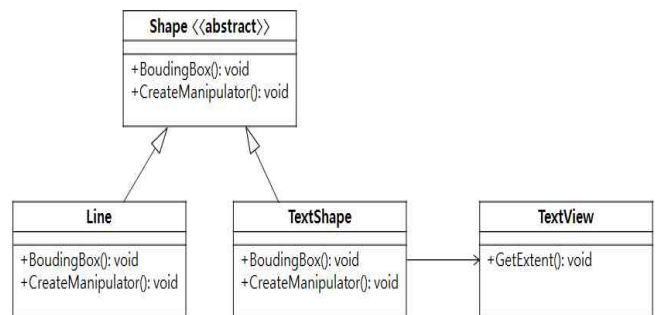 Shape 《abstract》
+BoudingBox(): void
+CreateManipulator(): void
Line
+BoudingBox(): void
+CreateManipulator(): void
TextShape
+BoudingBox(): void
+CreateManipulator(): void
TextView
+GetExtent(): void